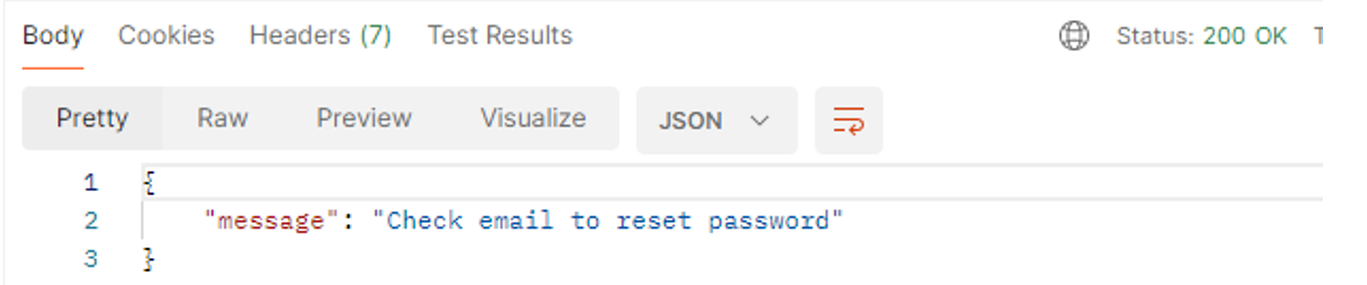 Body Cookies Headers (7) Test Results Status: 200 OK
Pretty Raw Preview Visualize JSON
1 {
2 "message": "Check email to reset password"
3 }